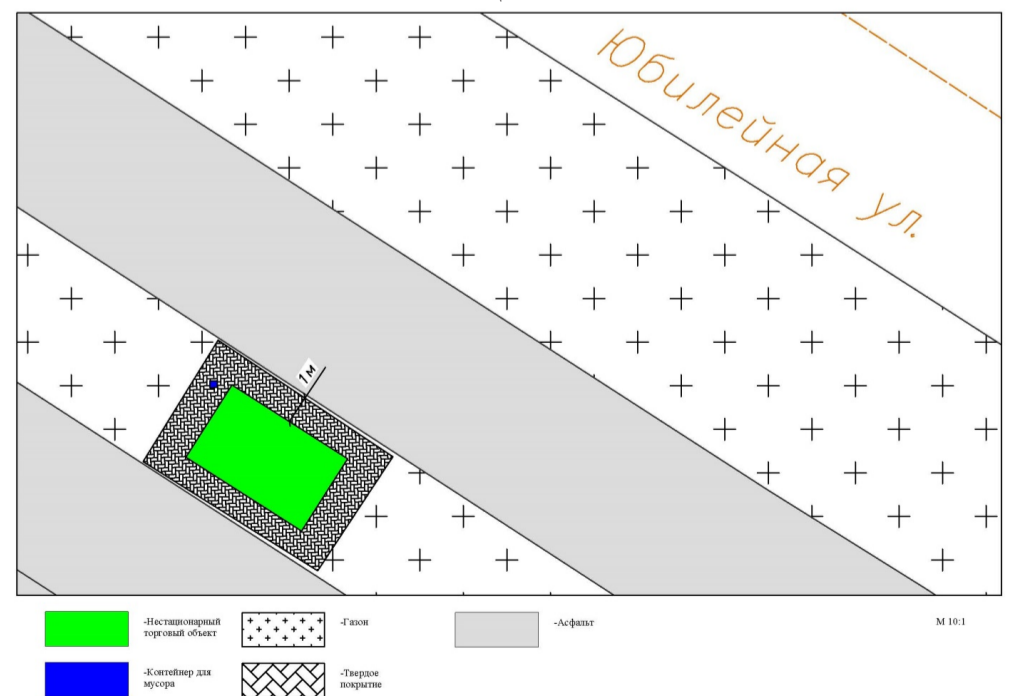 Юбилейная ул.
1 м
-Нестационарный
торговый объект
-Газон
-Асфальт
М 10:1
-Контейнер для
мусора
-Твердое
покрытие